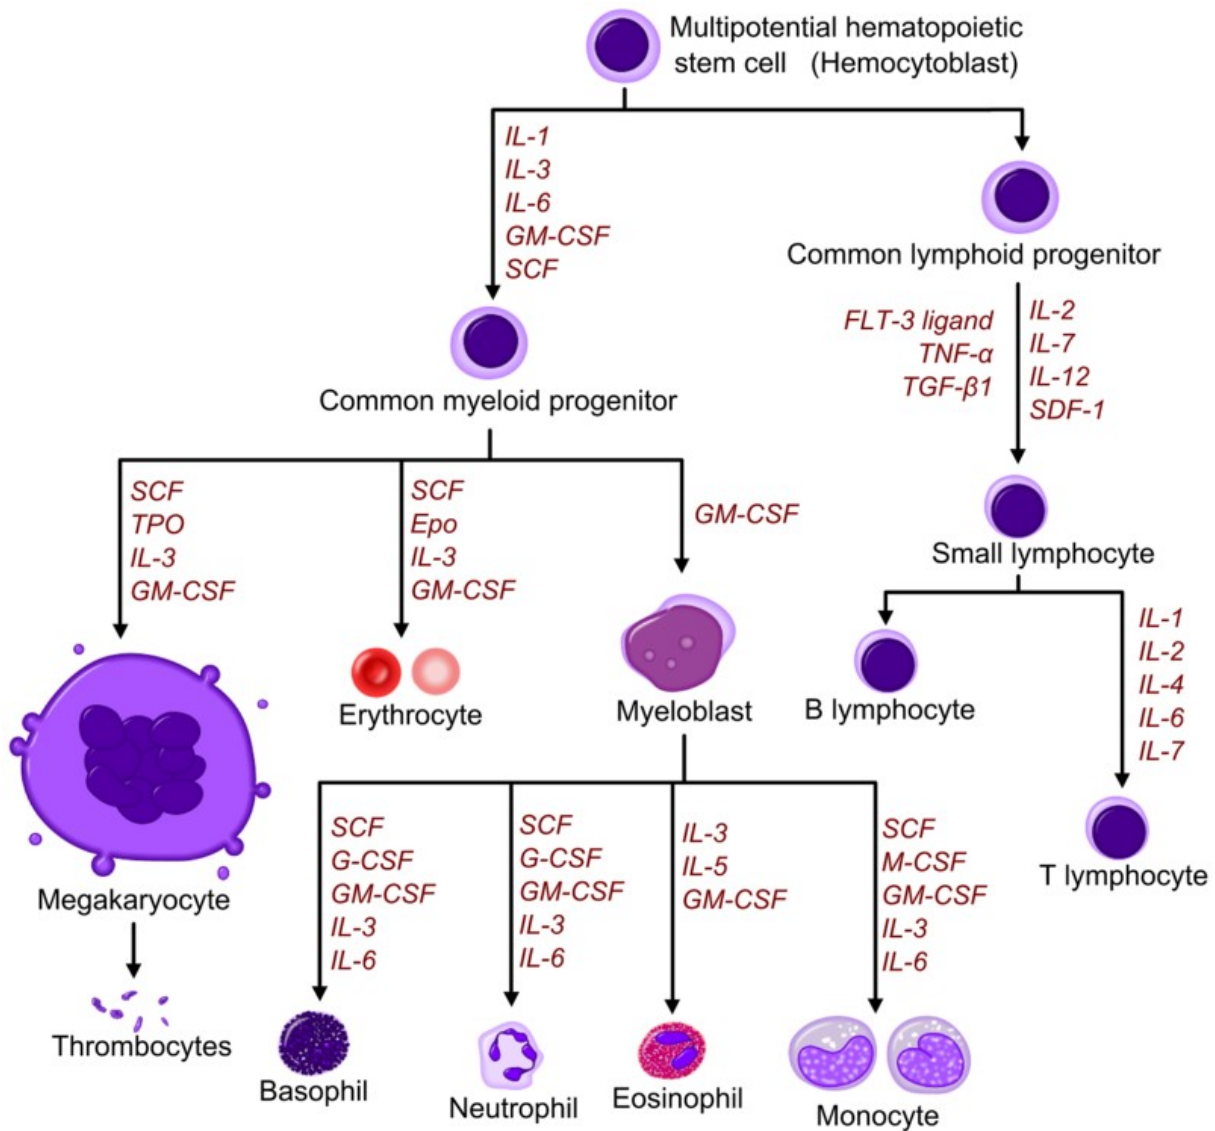 Multipotential hematopoietic
stem cell (Hemocytoblast)
IL-1
IL-3
IL-6
GM-CSF
SCF
Common lymphoid progenitor
FLT-3 ligand
TNF-α
TGF-β1
IL-2
IL-7
IL-12
SDF-1
Common myeloid progenitor
SCF
TPO
IL-3
GM-CSF
SCF
Epo
IL-3
GM-CSF
GM-CSF
Small lymphocyte
IL-1
IL-2
IL-4
IL-6
IL-7
Erythrocyte
Myeloblast
B lymphocyte
T lymphocyte
Megakaryocyte
SCF
G-CSF
GM-CSF
IL-3
IL-6
SCF
G-CSF
GM-CSF
IL-3
IL-6
IL-3
IL-5
GM-CSF
SCF
M-CSF
GM-CSF
IL-3
IL-6
Thrombocytes
Basophil
Neutrophil
Eosinophil
Monocyte